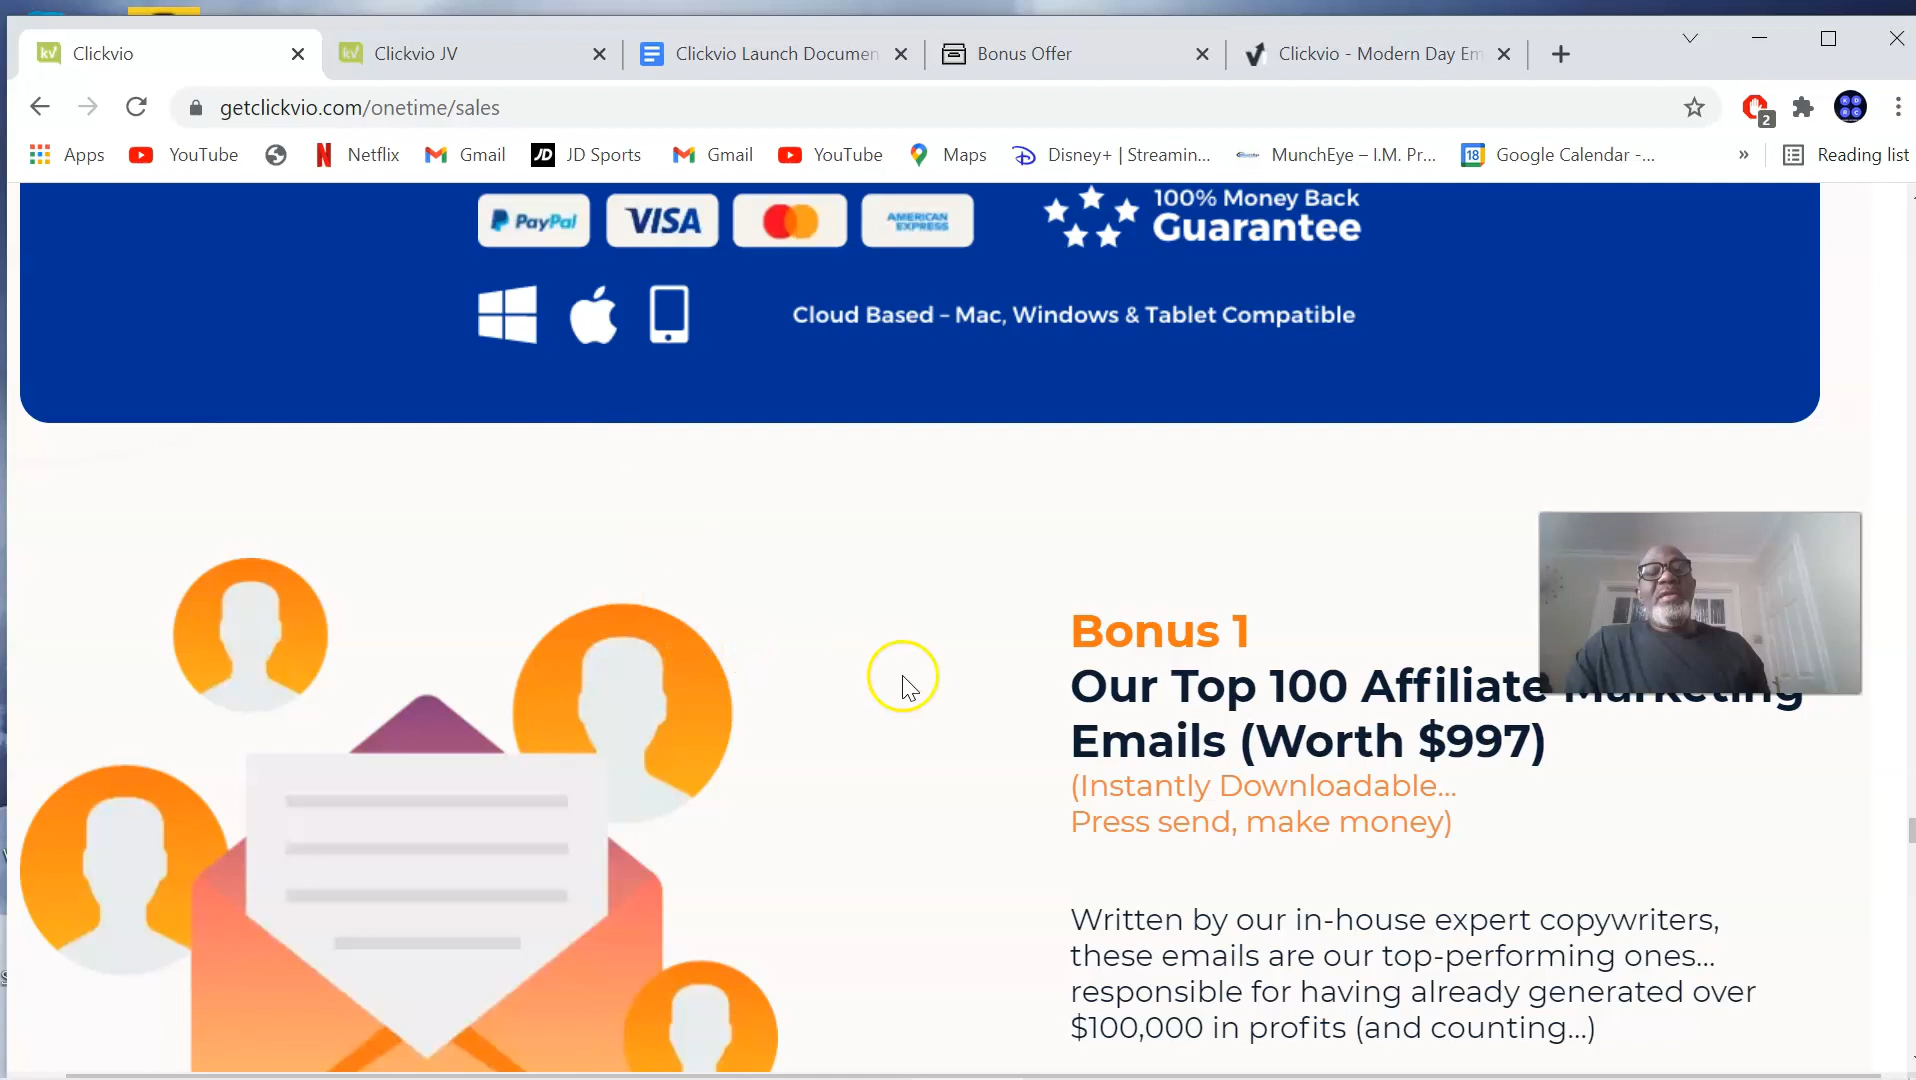 Clickvio
Clickvio JV
Clickvio Launch Documen
Bonus Offer
Clickvio - Modern Day Em
getclickvio.com/onetime/sales
2
Apps
YouTube
Netflix
Gmail
JD JD Sports
Gmail
YouTube
Maps
Disney+ | Streamin...
MunchEye – I.M. Pr...
18 Google Calendar -...
»
Reading list
PayPal
VISA
AMERICAN
EXPRESS
100% Money Back
Guarantee
Cloud Based – Mac, Windows & Tablet Compatible
Bonus 1
Our Top 100 Affiliate Marketing
Emails (Worth $997)
(Instantly Downloadable...
Press send, make money)
Written by our in-house expert copywriters,
these emails are our top-performing ones...
responsible for having already generated over
$100,000 in profits (and counting...)